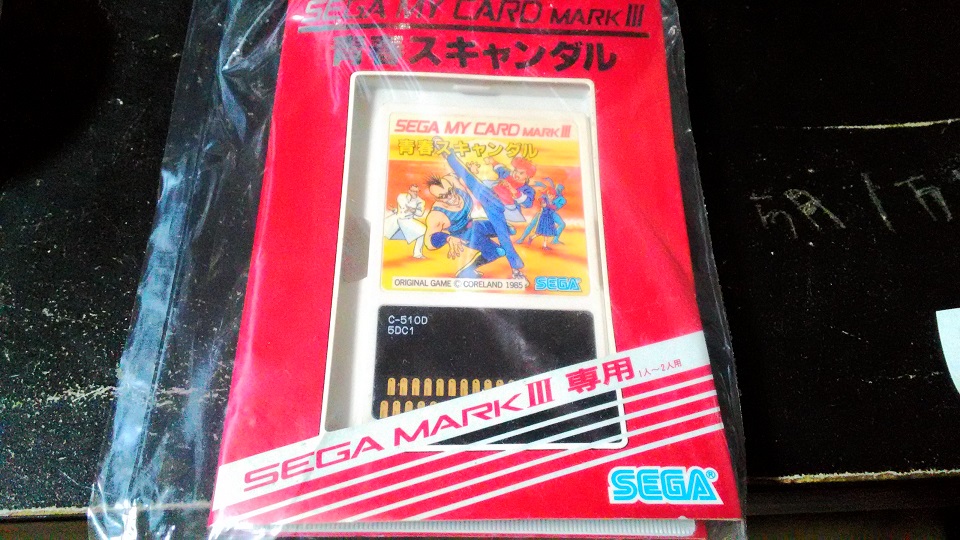 SEGA MY CARD MARK III
青春スキャンダル
SEGA MY CARD MARK III
青春スキャンダル
ORIGINAL GAME © CORELAND 1985 SEGA
C-510D
5DC1
SEGA MARK III 専用 1人~2人用
SEGA®